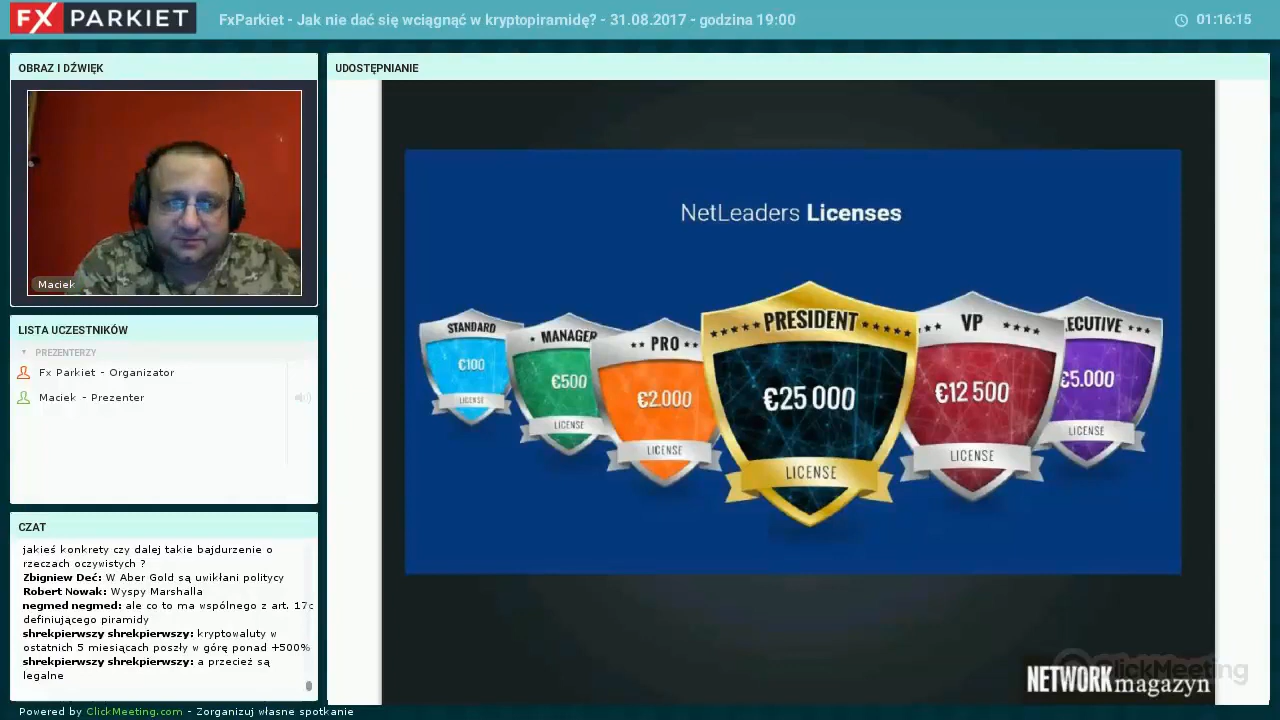 FX PARKIET
FxParkiet - Jak nie dać się wciągnąć w kryptopiramidę? - 31.08.2017 - godzina 19:00
01:16:15
OBRAZ I DŹWIĘK
Maciek
LISTA UCZESTNIKÓW
PREZENTERZY
Fx Parkiet - Organizator
Maciek - Prezenter
CZAT
jakieś konkrety czy dalej takie bajdurzenie o
rzeczach oczywistych ?
Zbigniew Deć: W Aber Gold są uwikłani politycy
Robert Nowak: Wyspy Marshalla
negmed negmed: ale co to ma wspólnego z art. 17c
definiującego piramidy
shrekpierwszy shrekpierwszy: kryptowaluty w
ostatnich 5 miesiącach poszły w górę ponad +500%
shrekpierwszy shrekpierwszy: a przecież są
legalne
UDOSTĘPNIANIE
NetLeaders Licenses
STANDARD
€100
LICENSE
MANAGER
€500
LICENSE
PRO
€2.000
LICENSE
PRESIDENT
€25 000
LICENSE
VP
€12 500
LICENSE
EXECUTIVE
€5.000
LICENSE
ClickMeeting
NETWORK magazyn
Powered by ClickMeeting.com - Zorganizuj własne spotkanie